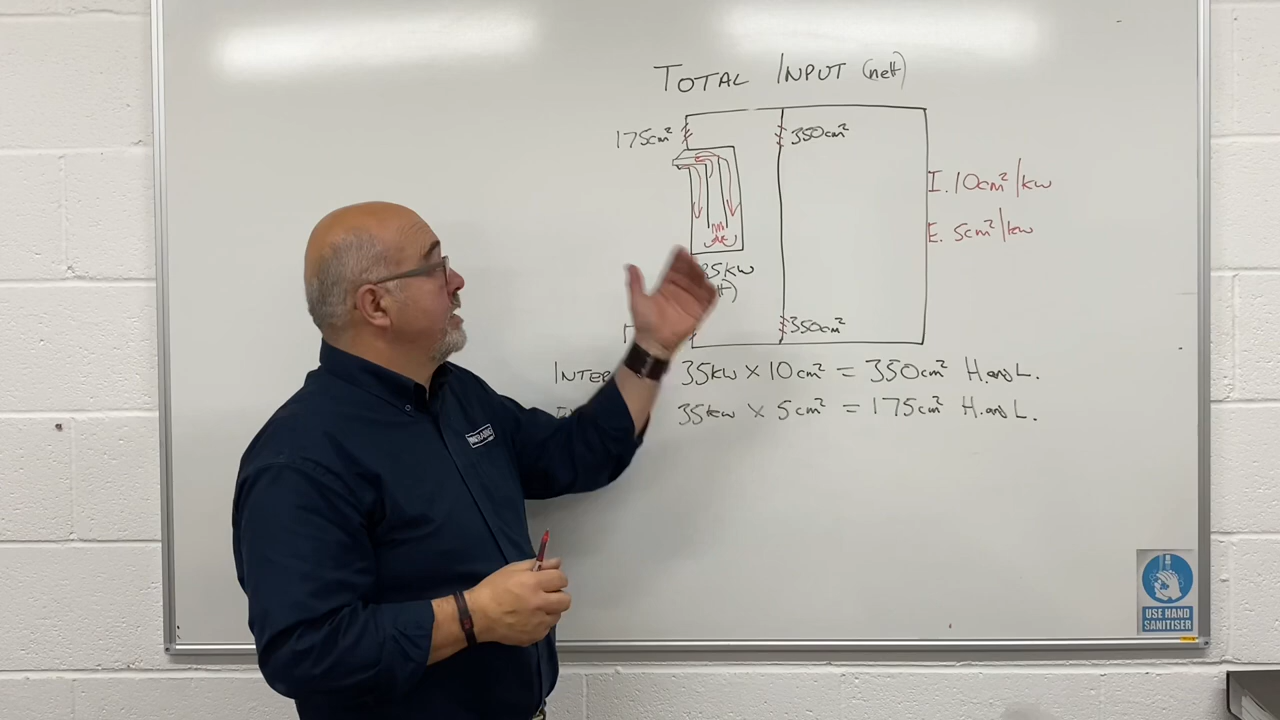 TOTAL INPUT (nett)
175cm²
350cm²
I. 10cm²/kw
E. 5cm²/kw
35kw
350cm²
35kw × 10cm² = 350cm² H. and L.
35kw × 5cm² = 175cm² H. and L.
USE HAND
SANITISER